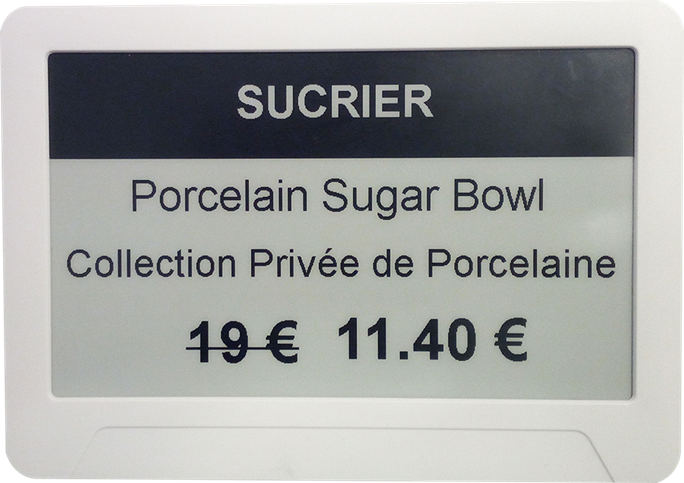 SUCRIER
Porcelain Sugar Bowl
Collection Privée de Porcelaine
19 € 11.40 €